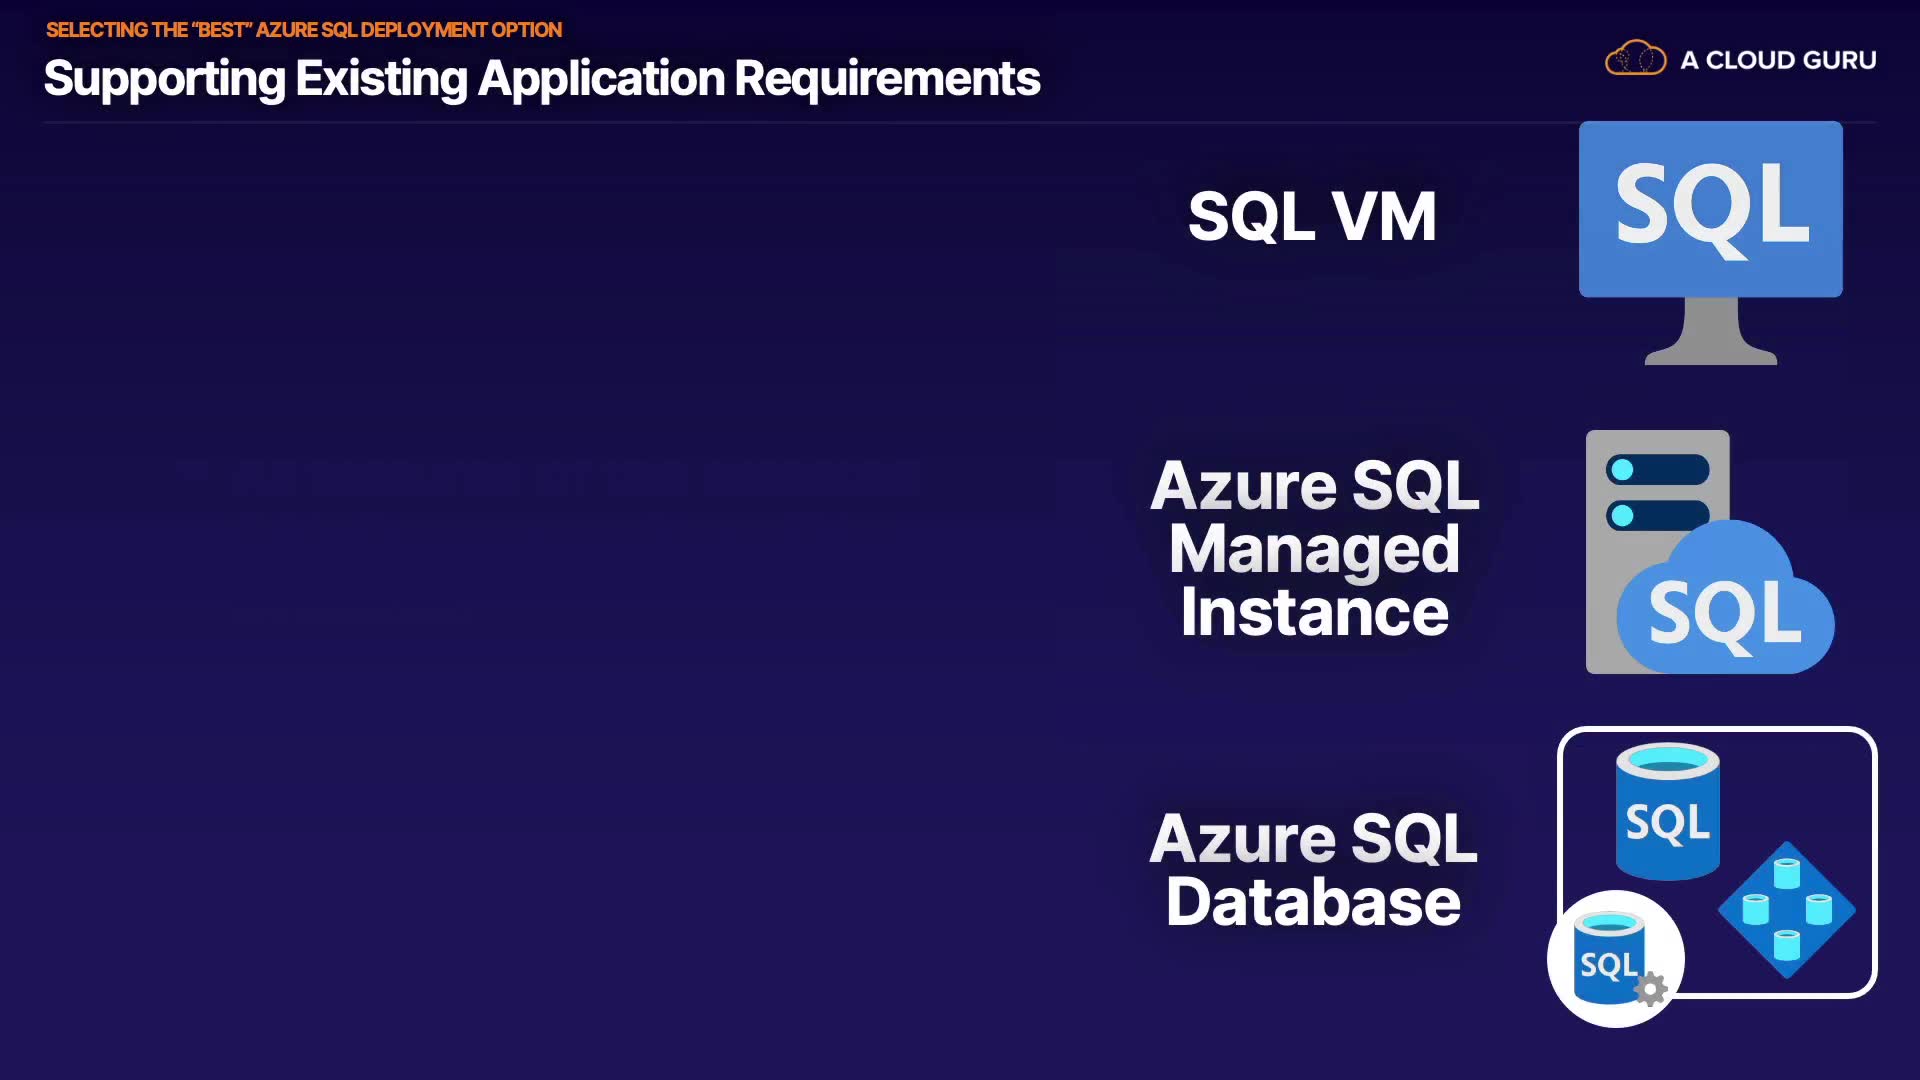 SELECTING THE “BEST” AZURE SQL DEPLOYMENT OPTION
Supporting Existing Application Requirements
A CLOUD GURU
SQL VM
SQL
Azure SQL
Managed
Instance
SQL
Azure SQL
Database
SQL
SQL